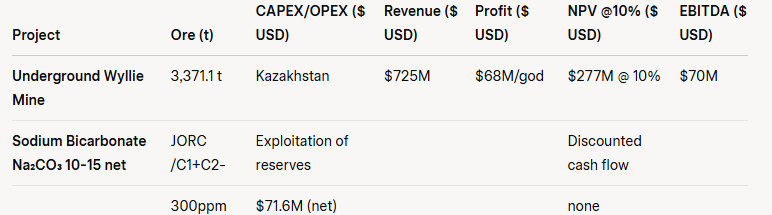 Project Ore (t) CAPEX/OPEX ($ USD) Revenue ($ USD) Profit ($ USD) NPV @10% ($ USD) EBITDA ($ USD)
Underground Wyllie Mine 3,371.1 t Kazakhstan $725M $68M/god $277M @ 10% $70M
Sodium Bicarbonate Na₂CO₃ 10-15 net JORC /C1+C2- Exploitation of reserves Discounted cash flow
300ppm $71.6M (net) none